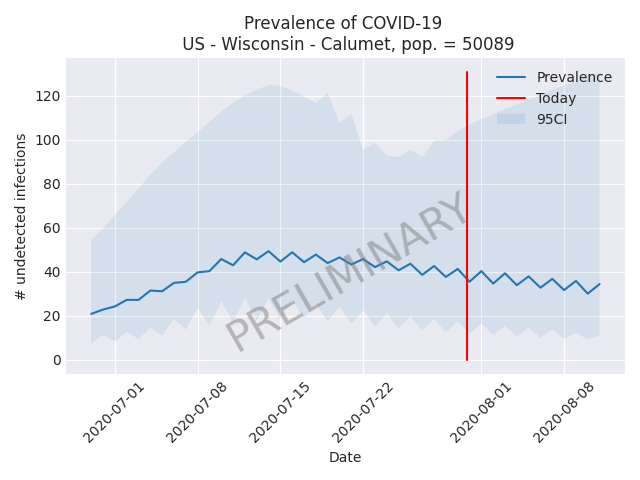 Prevalence of COVID-19
US - Wisconsin - Calumet, pop. = 50089
Prevalence
Today
95CI
# undetected infections
120
100
80
60
40
20
0
PRELIMINARY
2020-07-01
2020-07-08
2020-07-15
2020-07-22
2020-08-01
2020-08-08
Date